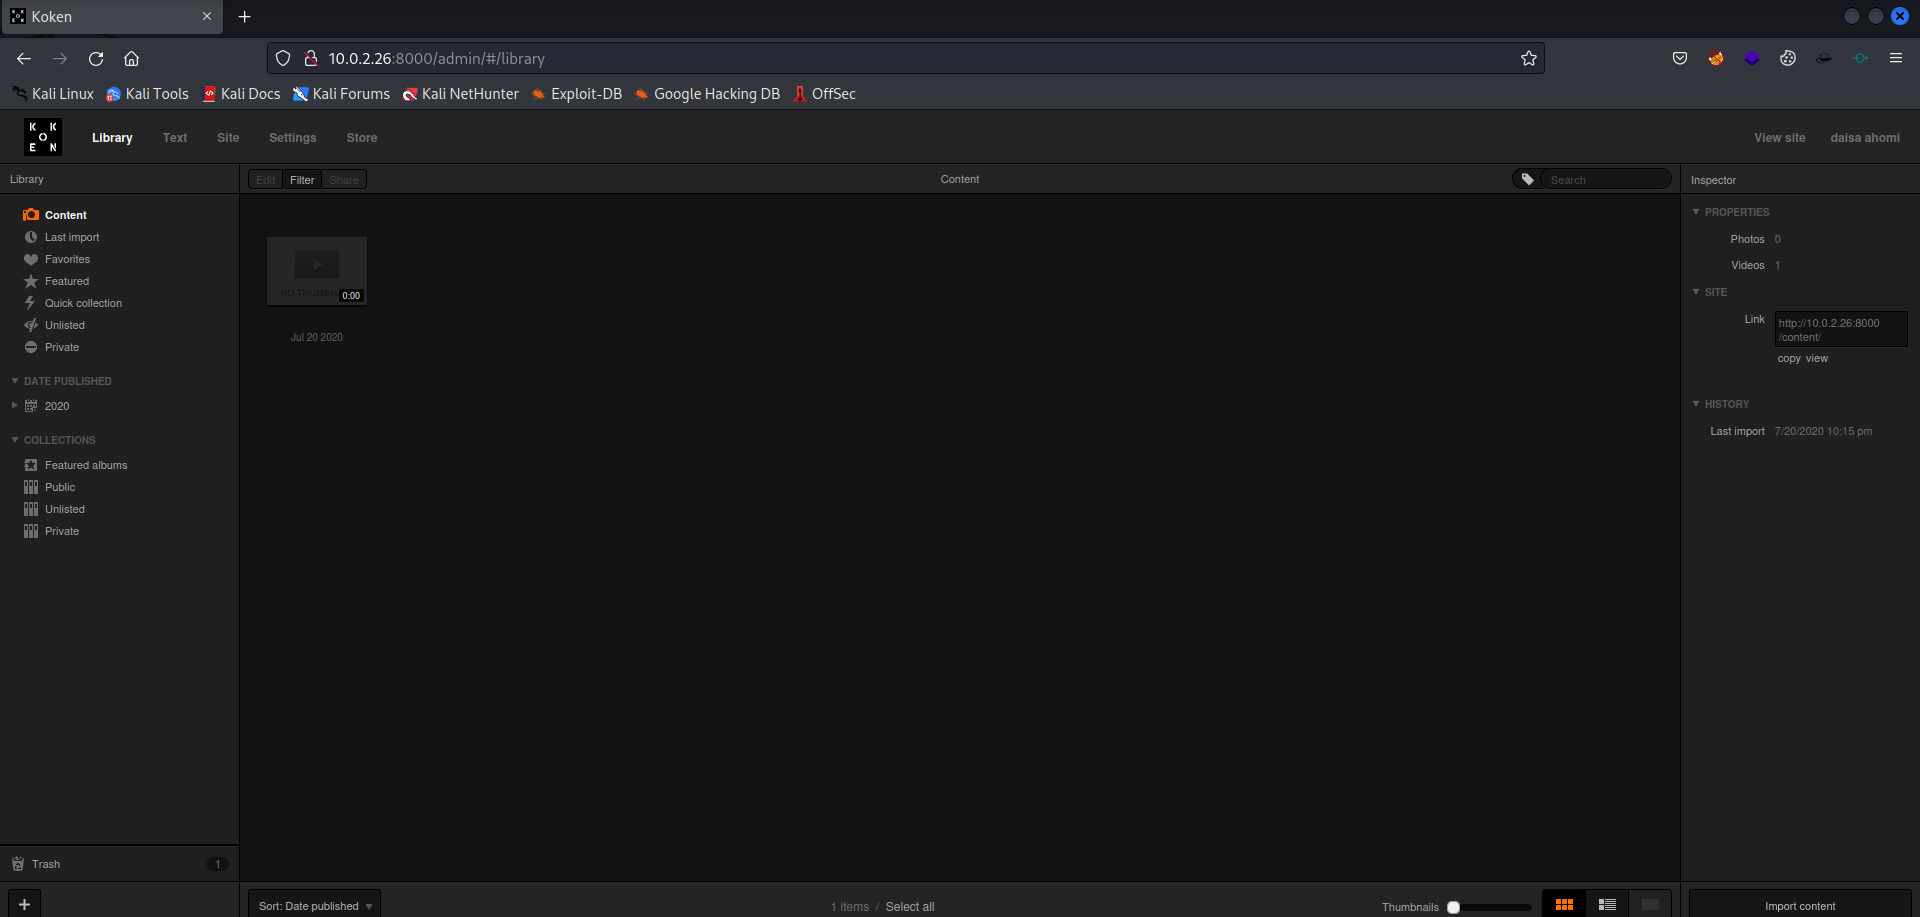 Koken
10.0.2.26:8000/admin/#/library
Kali Linux Kali Tools Kali Docs Kali Forums Kali NetHunter Exploit-DB Google Hacking DB OffSec
K K
O
E N
Library Text Site Settings Store View site daisa ahomi
Library
Edit Filter Share
Content
Search
Inspector
Content
Last import
Favorites
Featured
Quick collection
Unlisted
Private
DATE PUBLISHED
2020
COLLECTIONS
Featured albums
Public
Unlisted
Private
Trash 1
0:00
Jul 20 2020
Sort: Date published
1 items / Select all
Thumbnails
PROPERTIES
Photos 0
Videos 1
SITE
Link http://10.0.2.26:8000
/content/
copy view
HISTORY
Last import 7/20/2020 10:15 pm
Import content